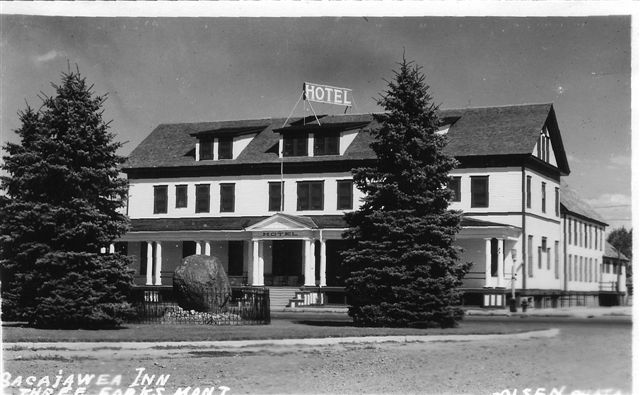 HOTEL
HOTEL
SACAJAWEA INN
THREE FORKS MONT
OLSEN PHOTO